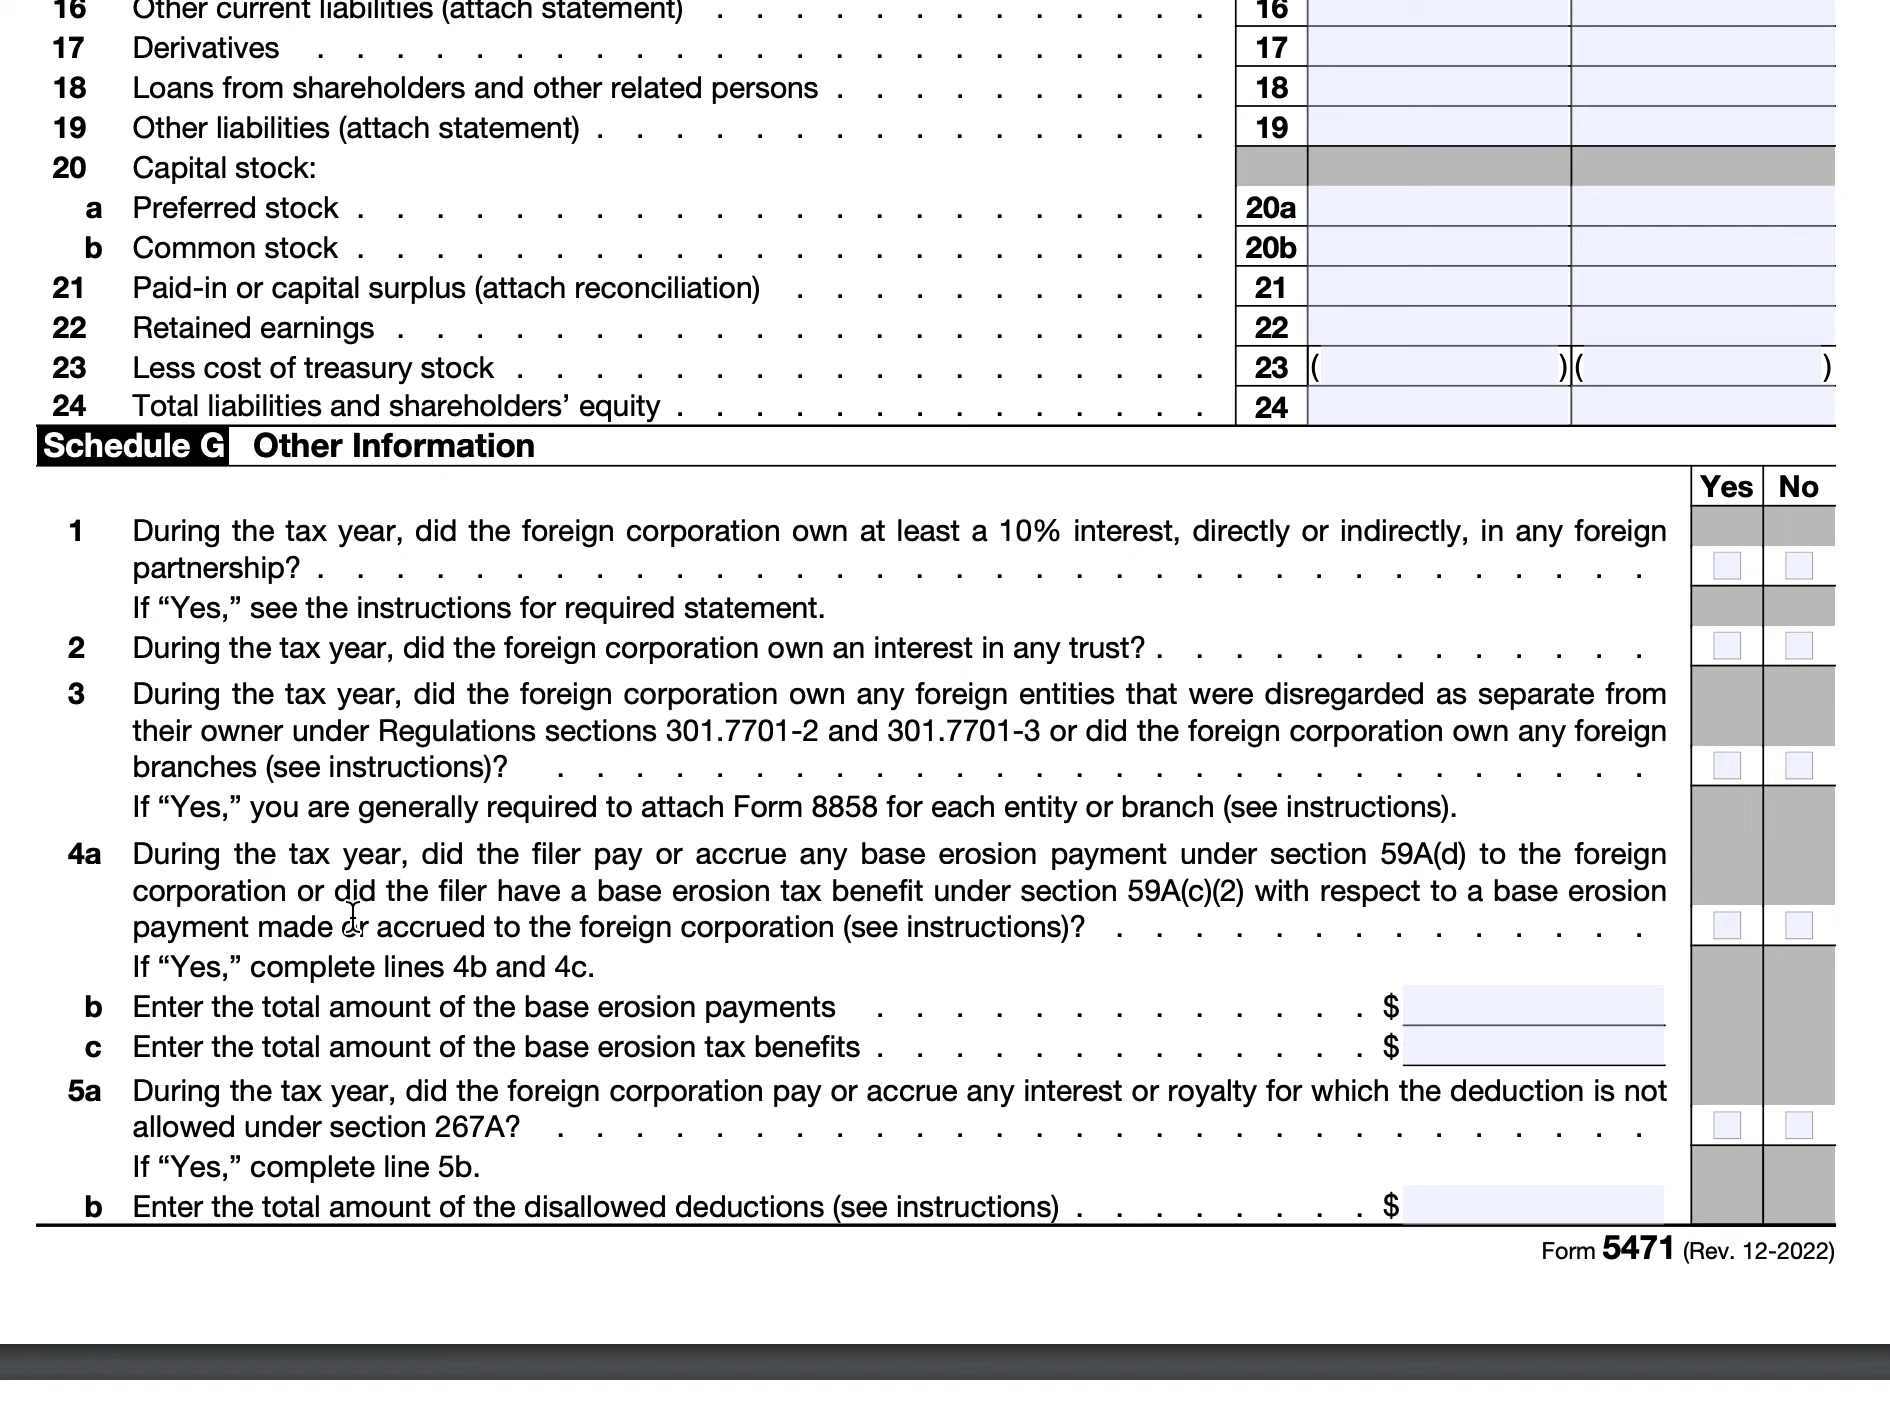 16 Other current liabilities (attach statement) . . . . . . . . . . . . . 16
17 Derivatives . . . . . . . . . . . . . . . . . . . . . . . 17
18 Loans from shareholders and other related persons . . . . . . . . . . 18
19 Other liabilities (attach statement) . . . . . . . . . . . . . . . . 19
20 Capital stock:
a Preferred stock . . . . . . . . . . . . . . . . . . . . . . 20a
b Common stock . . . . . . . . . . . . . . . . . . . . . . 20b
21 Paid-in or capital surplus (attach reconciliation) . . . . . . . . . . . 21
22 Retained earnings . . . . . . . . . . . . . . . . . . . . . 22
23 Less cost of treasury stock . . . . . . . . . . . . . . . . . . 23 ( ) ( )
24 Total liabilities and shareholders’ equity . . . . . . . . . . . . . . 24
Schedule G Other Information
Yes No
1 During the tax year, did the foreign corporation own at least a 10% interest, directly or indirectly, in any foreign
partnership? . . . . . . . . . . . . . . . . . . . . . . . . . . . . . . . . . .
If “Yes,” see the instructions for required statement.
2 During the tax year, did the foreign corporation own an interest in any trust? . . . . . . . . . . . . .
3 During the tax year, did the foreign corporation own any foreign entities that were disregarded as separate from
their owner under Regulations sections 301.7701-2 and 301.7701-3 or did the foreign corporation own any foreign
branches (see instructions)? . . . . . . . . . . . . . . . . . . . . . . . . . . . .
If “Yes,” you are generally required to attach Form 8858 for each entity or branch (see instructions).
4a During the tax year, did the filer pay or accrue any base erosion payment under section 59A(d) to the foreign
corporation or did the filer have a base erosion tax benefit under section 59A(c)(2) with respect to a base erosion
payment made or accrued to the foreign corporation (see instructions)? . . . . . . . . . . . . . .
If “Yes,” complete lines 4b and 4c.
b Enter the total amount of the base erosion payments . . . . . . . . . . . . . $
c Enter the total amount of the base erosion tax benefits . . . . . . . . . . . . . $
5a During the tax year, did the foreign corporation pay or accrue any interest or royalty for which the deduction is not
allowed under section 267A? . . . . . . . . . . . . . . . . . . . . . . . . . . . .
If “Yes,” complete line 5b.
b Enter the total amount of the disallowed deductions (see instructions) . . . . . . . . $
Form 5471 (Rev. 12-2022)